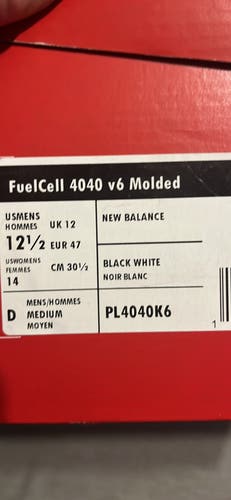 FuelCell 4040 v6 Molded
USMENS
HOMMES UK 12
12½ EUR 47
USWOMENS
FEMMES CM 30½
14
NEW BALANCE
BLACK WHITE
NOIR BLANC
D MENS/HOMMES
MEDIUM
MOYEN
PL4040K6
1